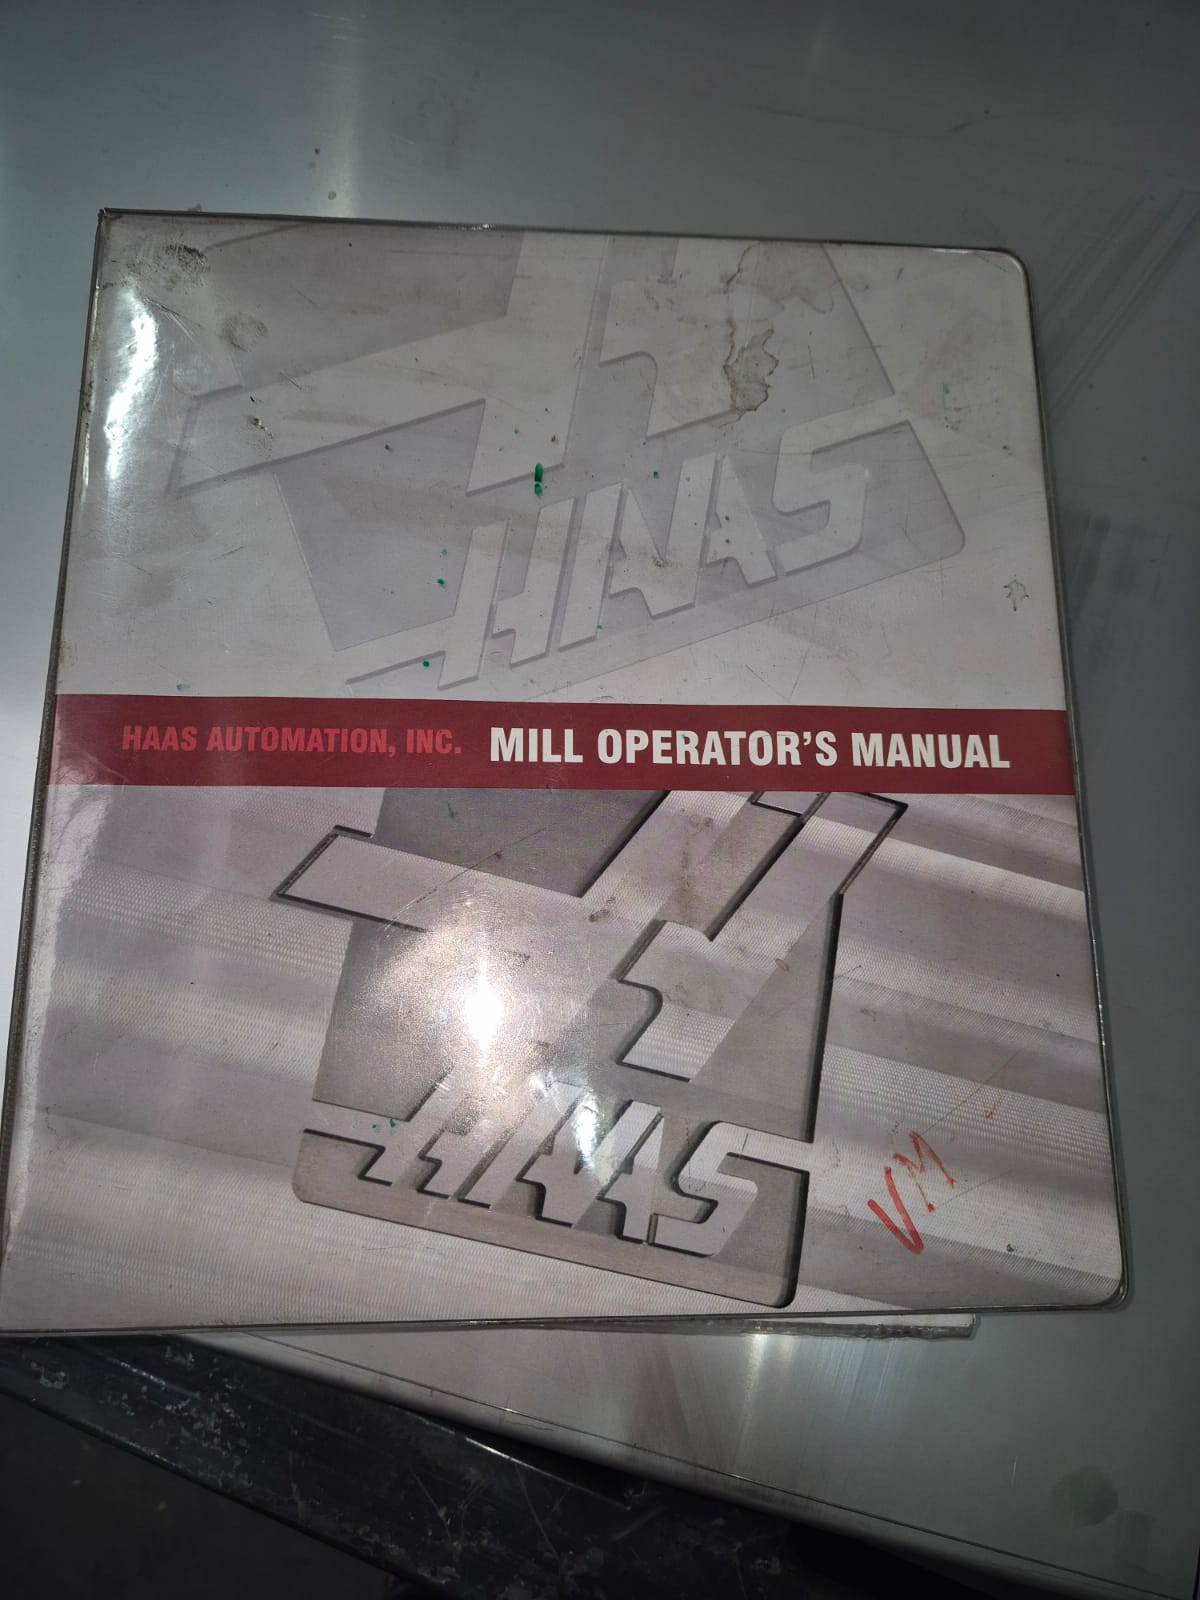 HAAS
HAAS AUTOMATION, INC. MILL OPERATOR'S MANUAL
HAAS
VM